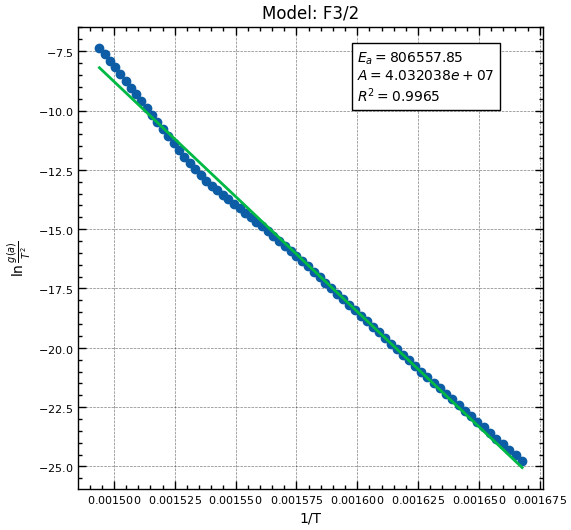 Model: F3/2
E_a = 806557.85
A = 4.032038e + 07
R^2 = 0.9965
ln g(a)/T^2
−7.5
−10.0
−12.5
−15.0
−17.5
−20.0
−22.5
−25.0
0.001500 0.001525 0.001550 0.001575 0.001600 0.001625 0.001650 0.001675
1/T